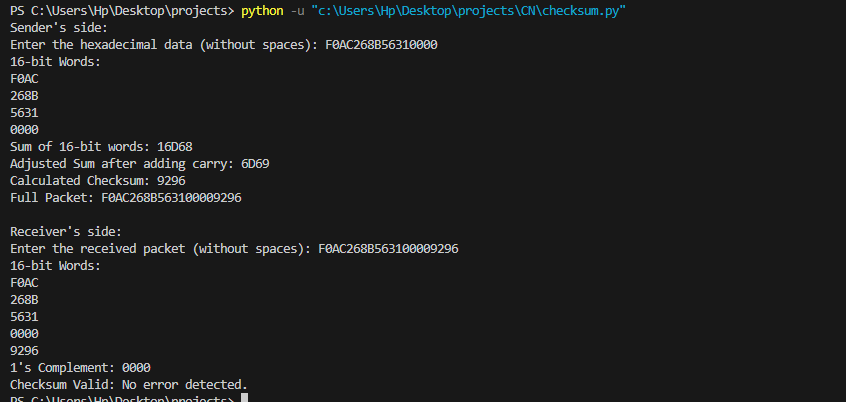 PS C:\Users\Hp\Desktop\projects> python -u "c:\Users\Hp\Desktop\projects\CN\checksum.py"
Sender's side:
Enter the hexadecimal data (without spaces): F0AC268B56310000
16-bit Words:
F0AC
268B
5631
0000
Sum of 16-bit words: 16D68
Adjusted Sum after adding carry: 6D69
Calculated Checksum: 9296
Full Packet: F0AC268B563100009296
Receiver's side:
Enter the received packet (without spaces): F0AC268B563100009296
16-bit Words:
F0AC
268B
5631
0000
9296
1's Complement: 0000
Checksum Valid: No error detected.
PS C:\Users\Hp\Desktop\projects>